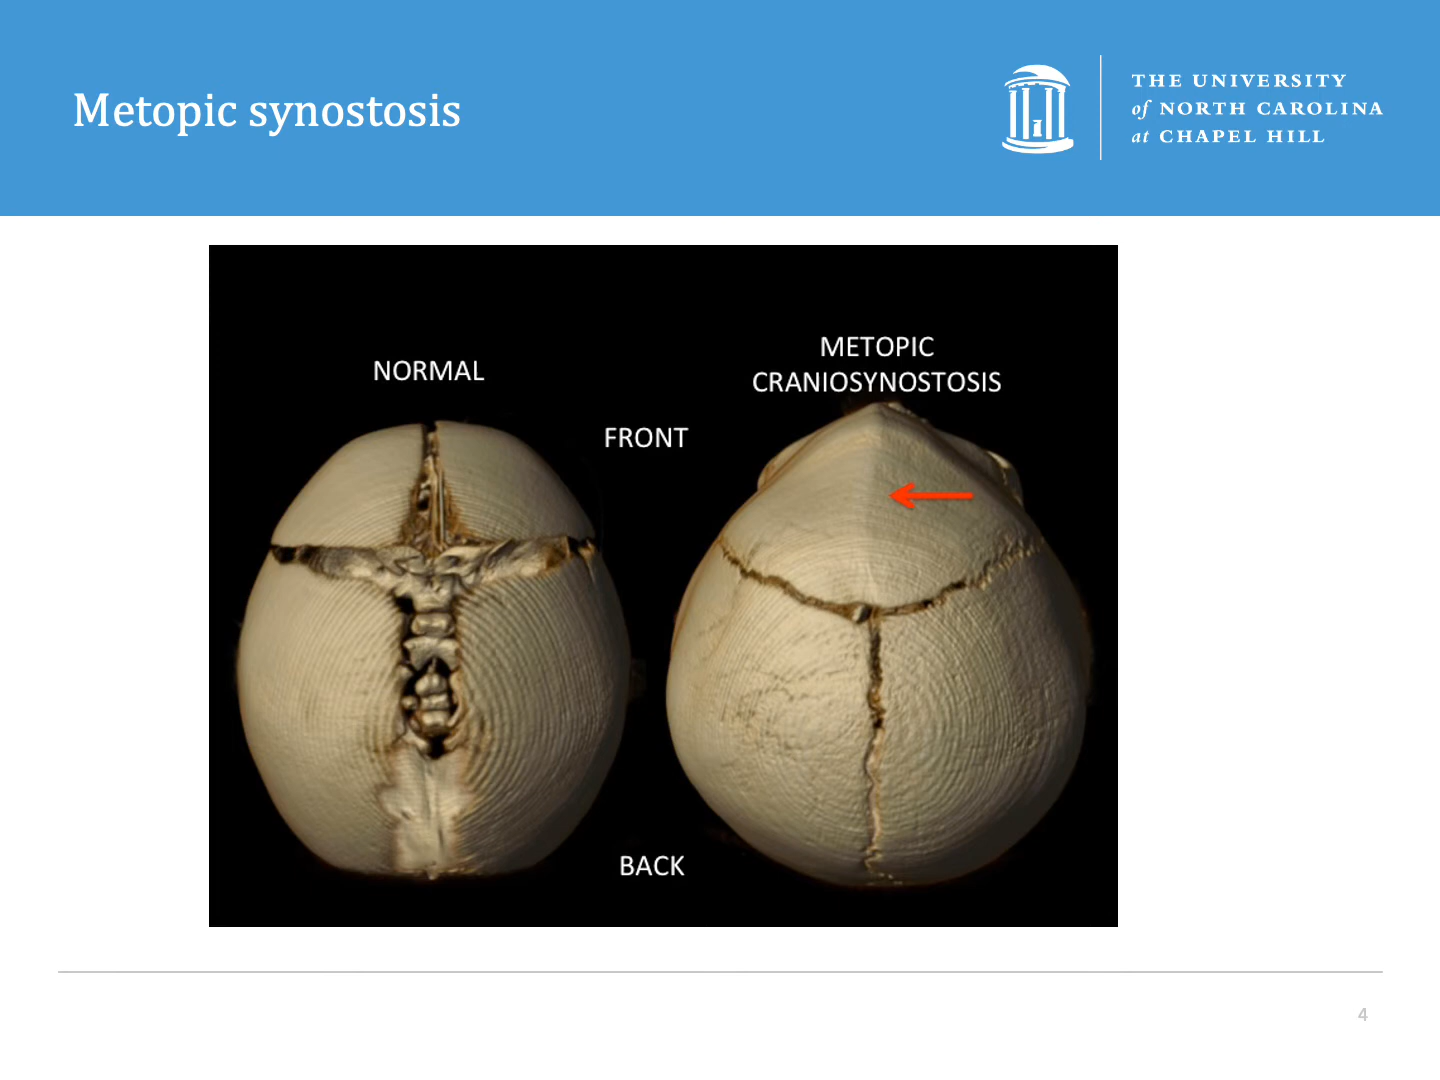 Metopic synostosis
THE UNIVERSITY
of NORTH CAROLINA
at CHAPEL HILL
NORMAL
METOPIC
CRANIOSYNOSTOSIS
FRONT
BACK
4